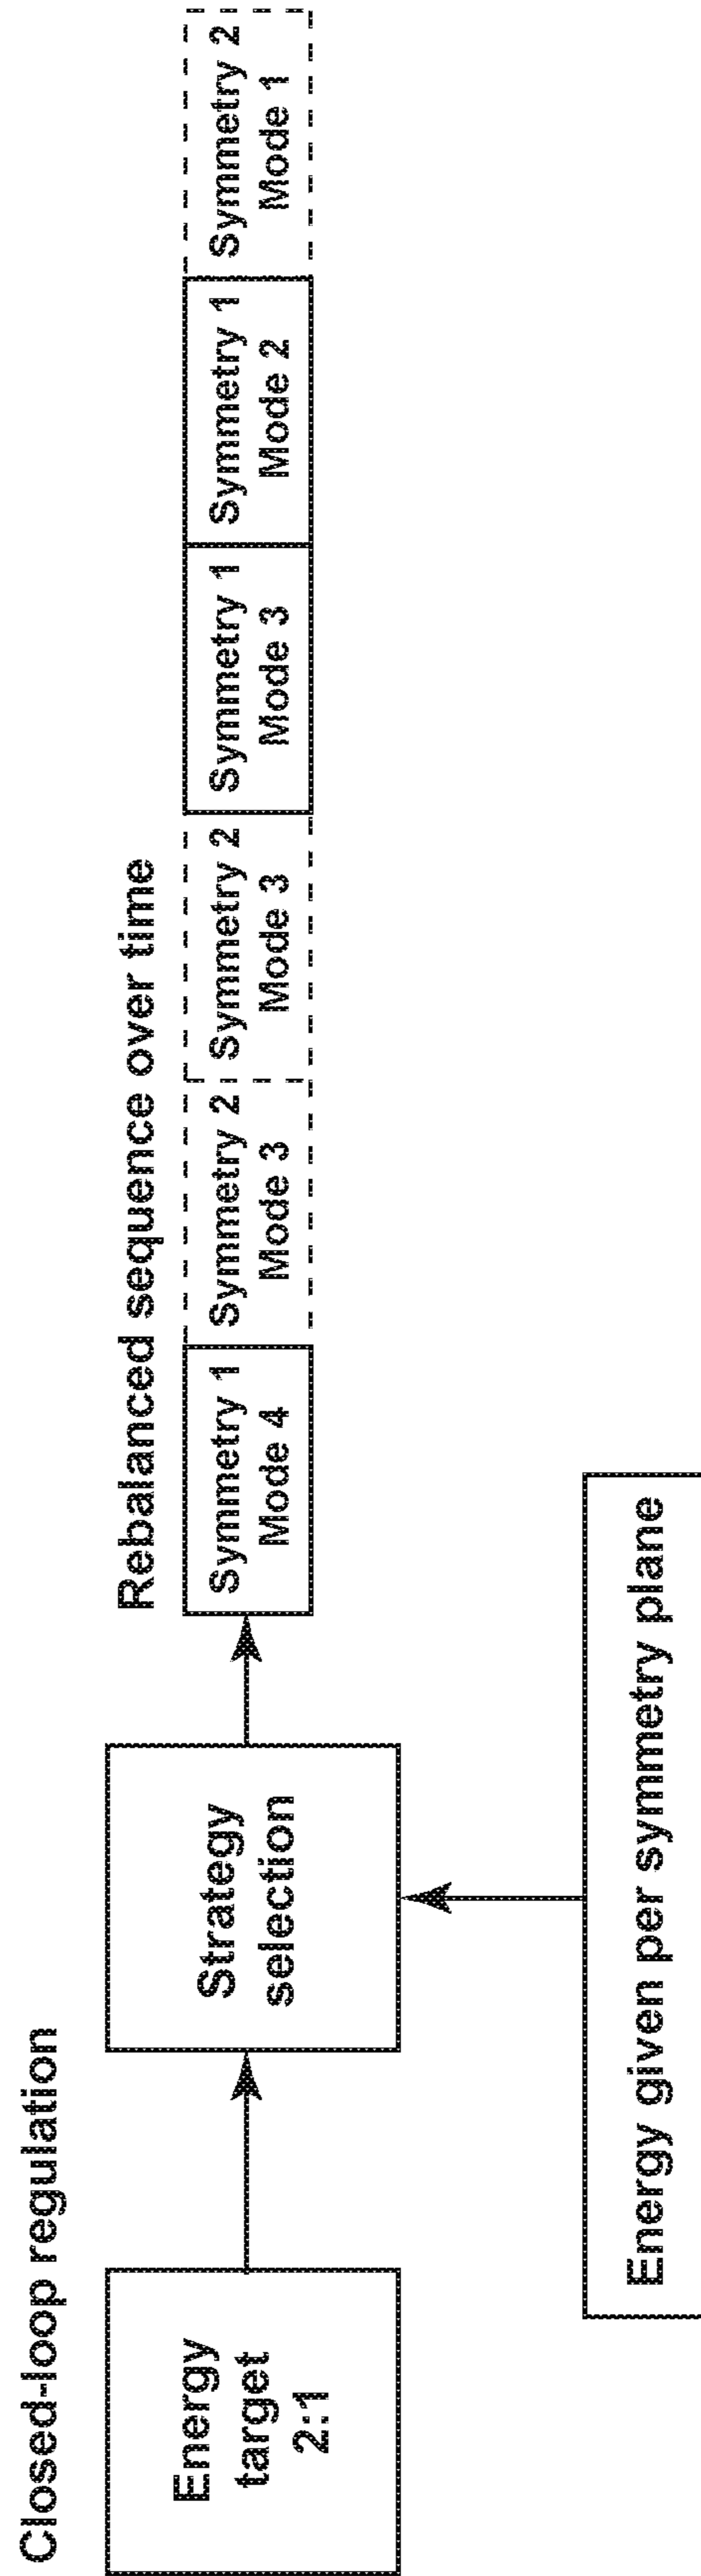 Closed-loop regulation
Energy
target
2:1
Strategy
selection
Energy given per symmetry plane
Rebalanced sequence over time
Symmetry 1
Mode 4
Symmetry 2
Mode 3
Symmetry 2
Mode 3
Symmetry 1
Mode 3
Symmetry 1
Mode 2
Symmetry 2
Mode 1